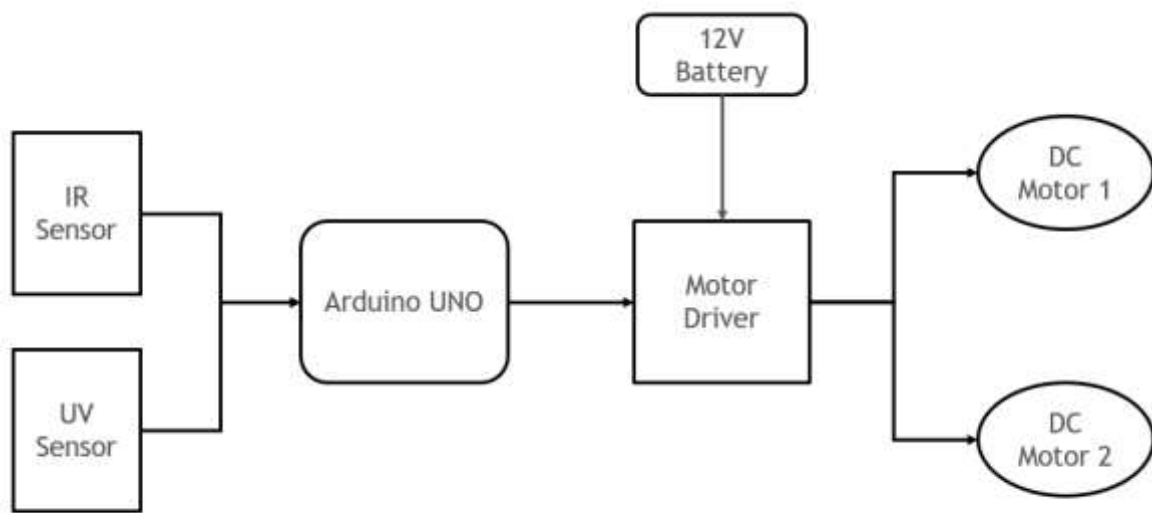 12V
Battery
IR
Sensor
DC
Motor 1
Arduino UNO
Motor
Driver
UV
Sensor
DC
Motor 2